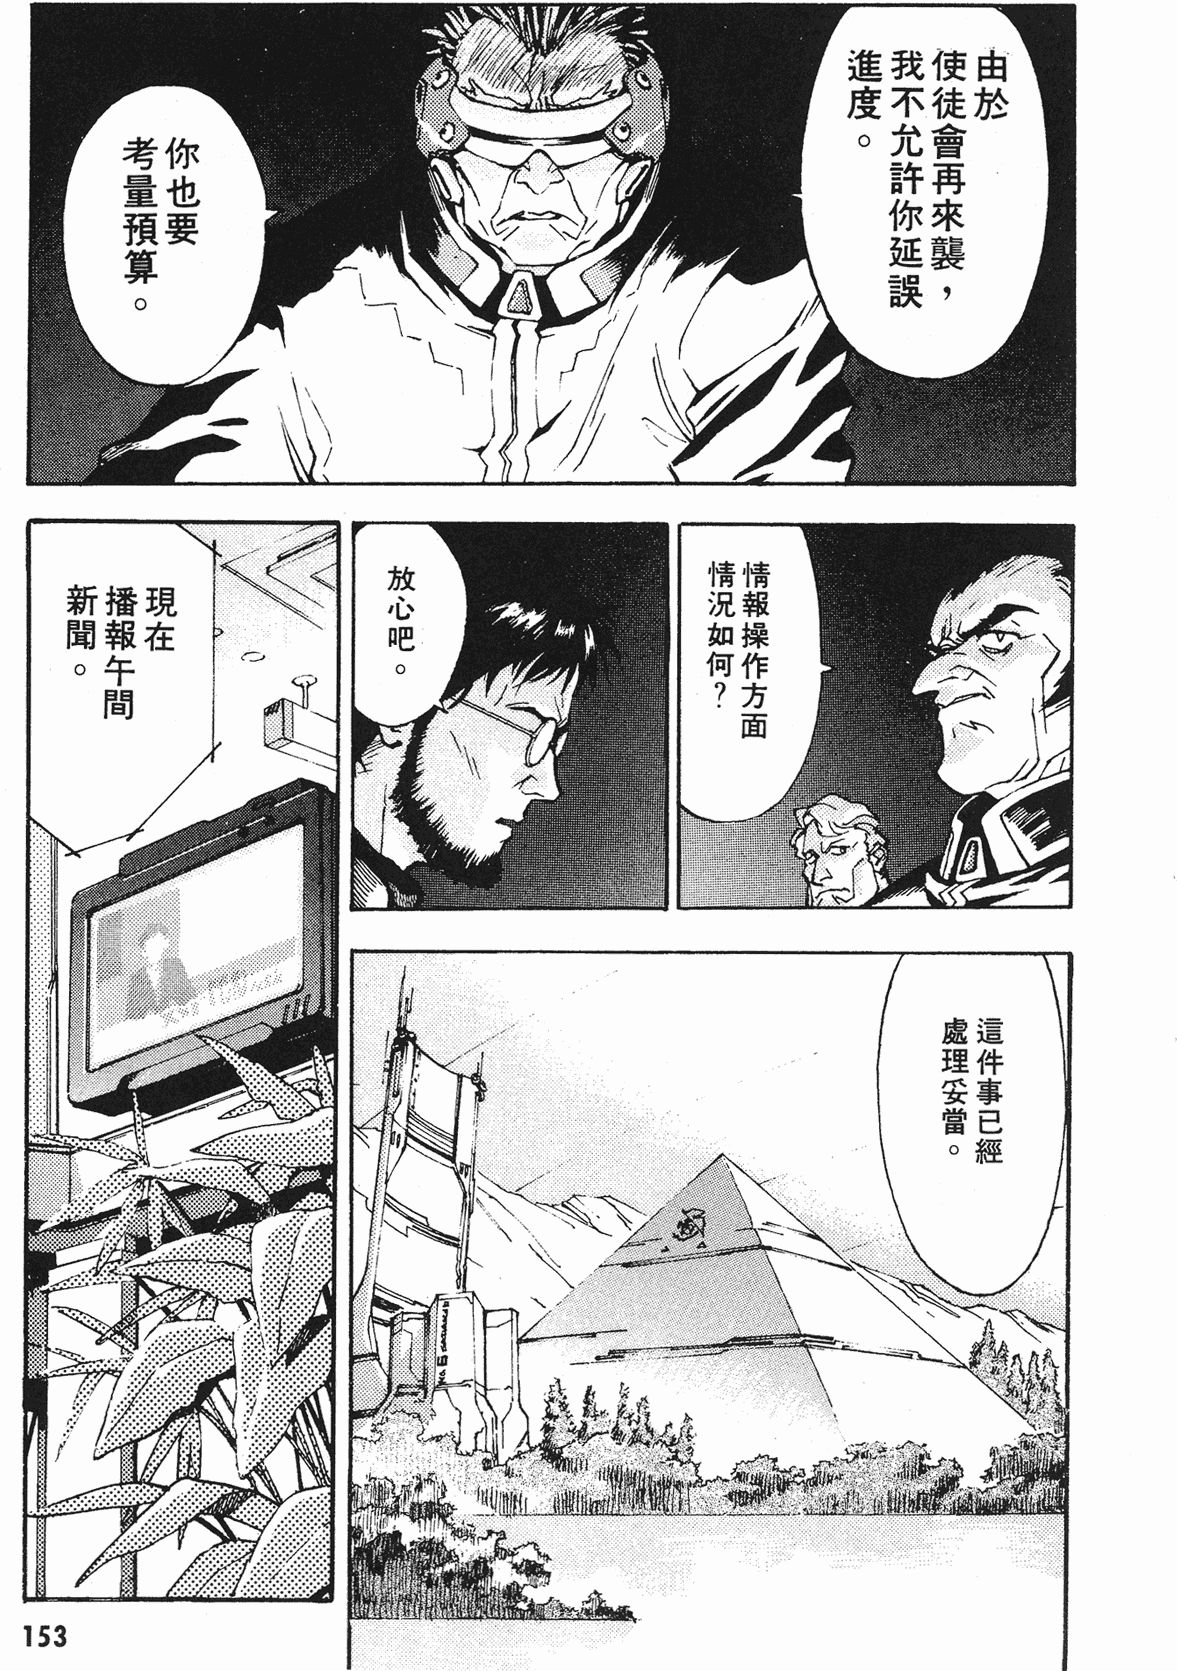 由於
使徒會再來襲，
我不允許你延誤
進度。
你也要
考量預算。
情報操作方面
情況如何？
放心吧。
這件事已經
處理妥當。
現在
播報午間
新聞。
153